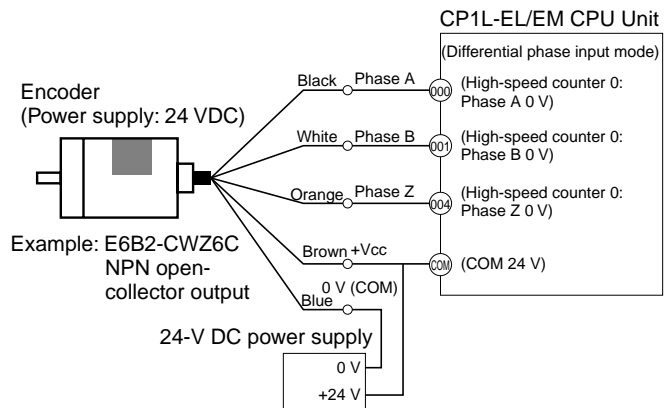 CP1L-EL/EM CPU Unit
(Differential phase input mode)
Encoder
(Power supply: 24 VDC)
Black Phase A 000 (High-speed counter 0:
Phase A 0 V)
White Phase B 001 (High-speed counter 0:
Phase B 0 V)
Orange Phase Z 004 (High-speed counter 0:
Phase Z 0 V)
Example: E6B2-CWZ6C
NPN open-
collector output
Brown +Vcc COM (COM 24 V)
0 V (COM)
Blue
24-V DC power supply
0 V
+24 V